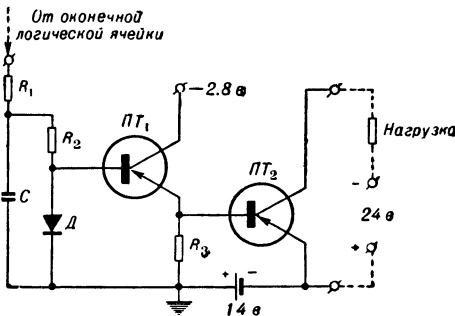 От оконечной
логической ячейки
R₁
ПТ₁
—2.8 в
R₂
ПТ₂
Нагрузка
С
Д
R₃
-
24 в
+
+ -
14 в